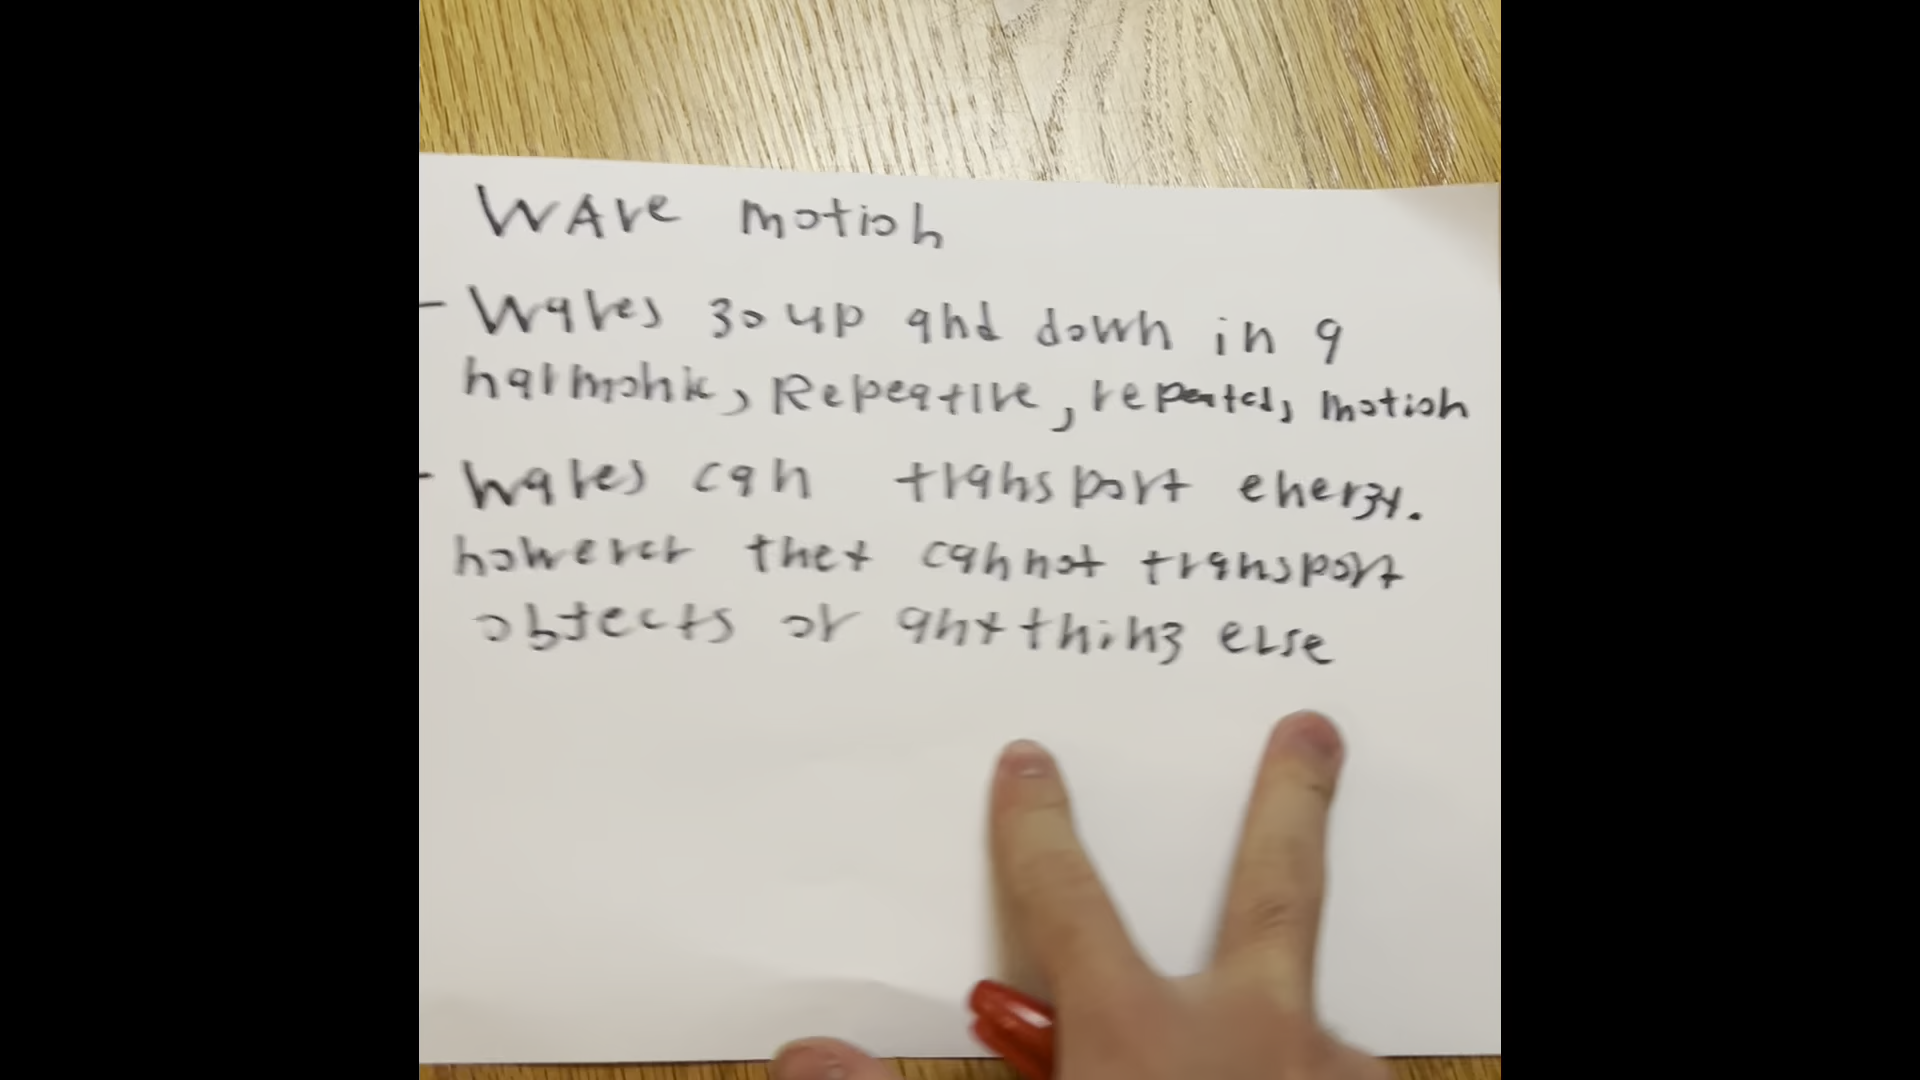 WAve motion
- Waves go up and down in a
harmonic, Repeative, repeated, motion
- Waves can transport energy.
however they cannot transport
objects or anything else